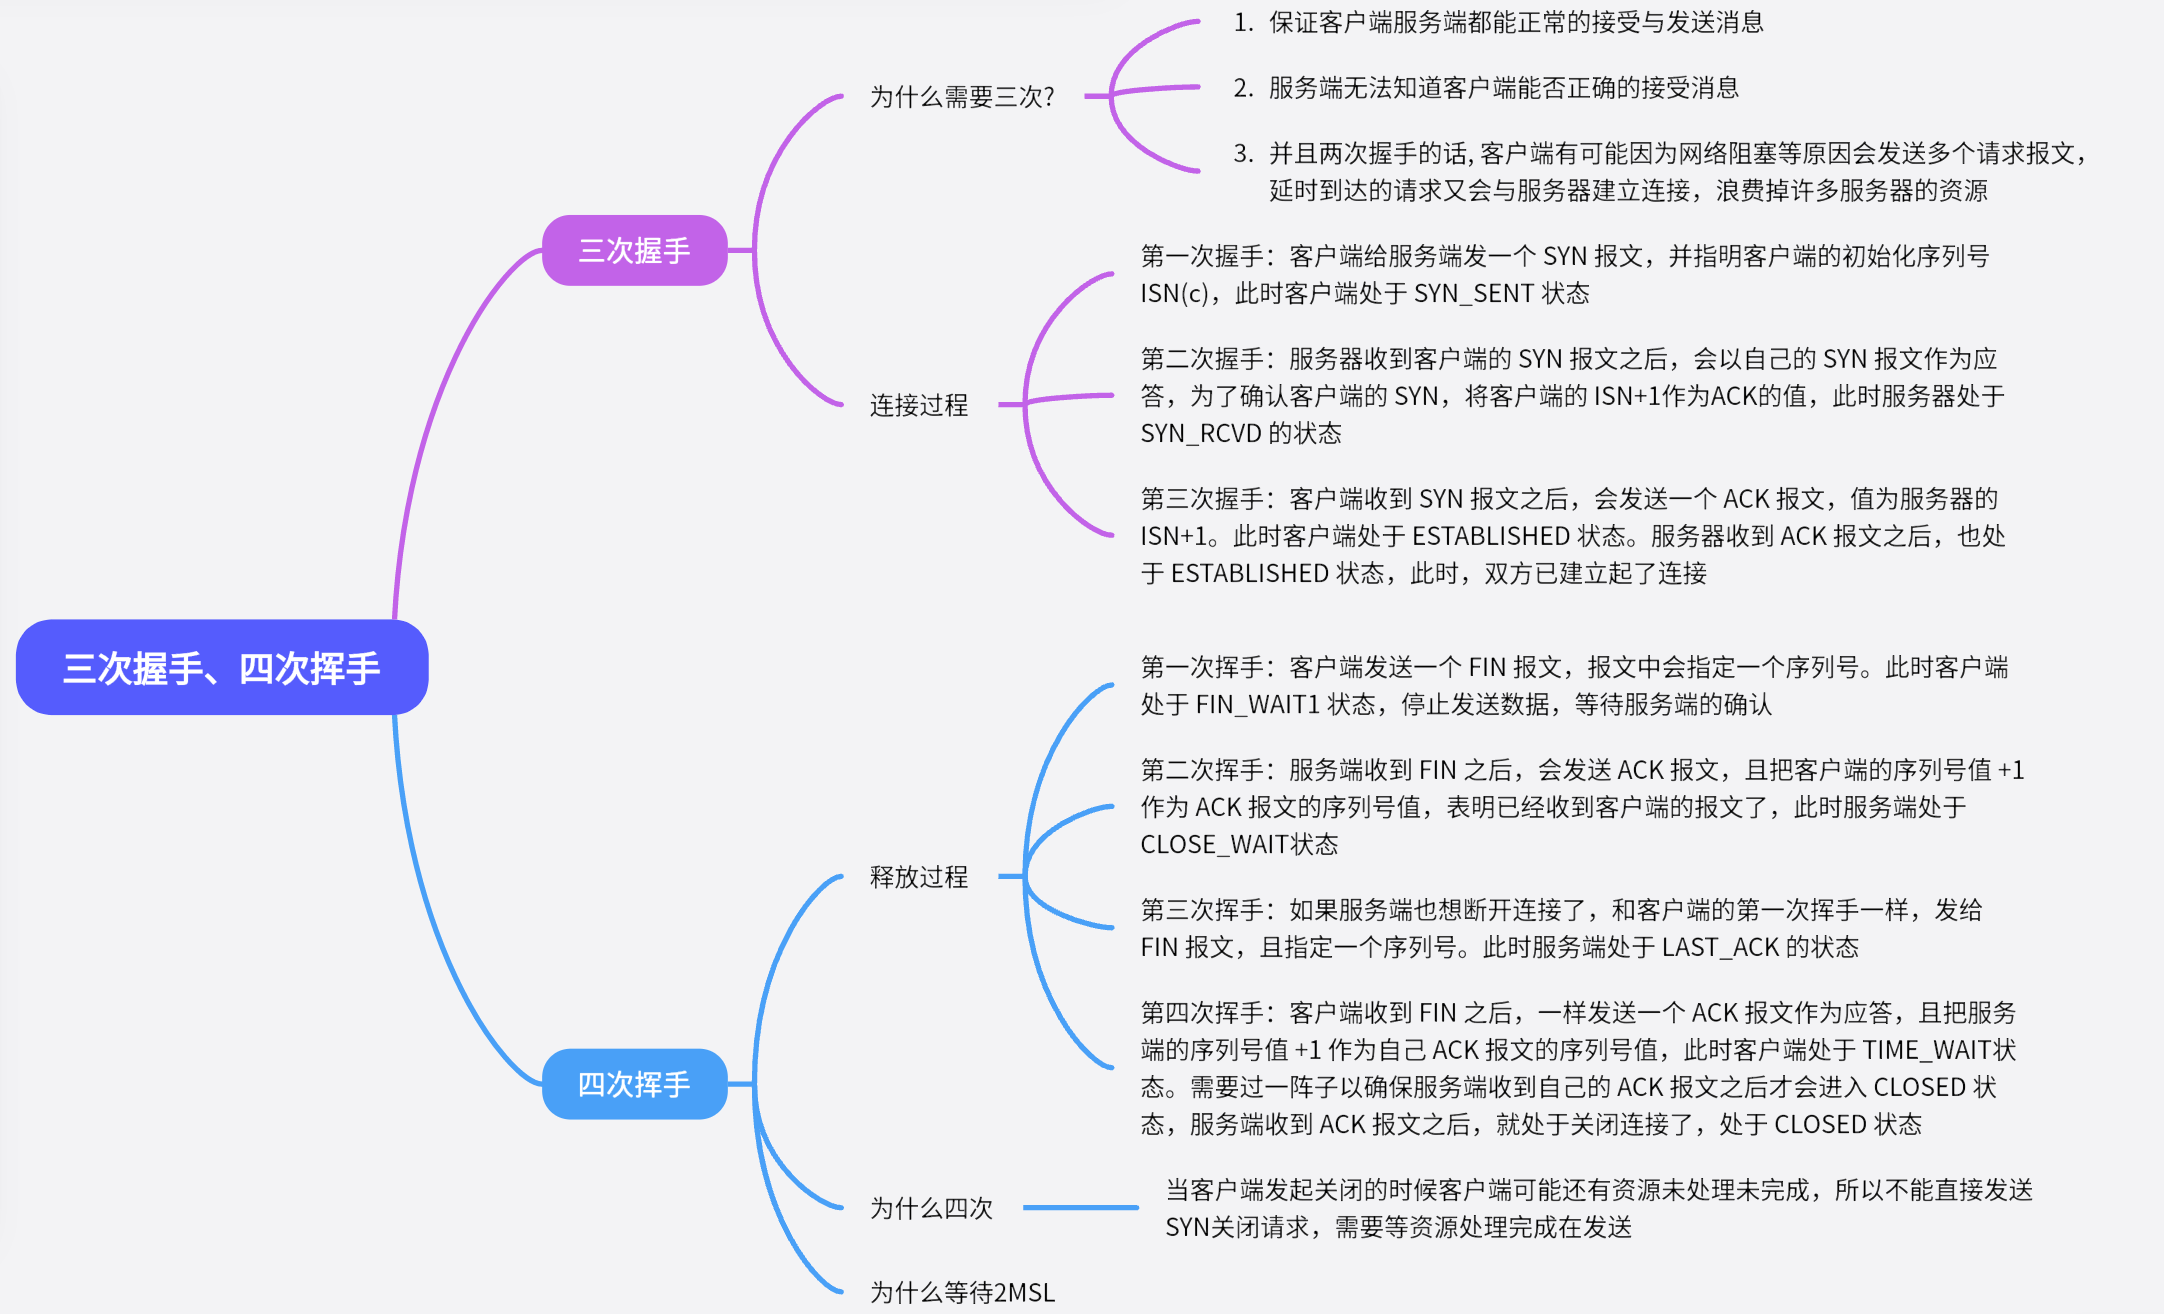 三次握手、四次挥手
三次握手
为什么需要三次?
1. 保证客户端服务端都能正常的接受与发送消息
2. 服务端无法知道客户端能否正确的接受消息
3. 并且两次握手的话, 客户端有可能因为网络阻塞等原因会发送多个请求报文，
延时到达的请求又会与服务器建立连接，浪费掉许多服务器的资源
连接过程
第一次握手：客户端给服务端发一个 SYN 报文，并指明客户端的初始化序列号
ISN(c)，此时客户端处于 SYN_SENT 状态
第二次握手：服务器收到客户端的 SYN 报文之后，会以自己的 SYN 报文作为应
答，为了确认客户端的 SYN，将客户端的 ISN+1作为ACK的值，此时服务器处于
SYN_RCVD 的状态
第三次握手：客户端收到 SYN 报文之后，会发送一个 ACK 报文，值为服务器的
ISN+1。此时客户端处于 ESTABLISHED 状态。服务器收到 ACK 报文之后，也处
于 ESTABLISHED 状态，此时，双方已建立起了连接
四次挥手
释放过程
第一次挥手：客户端发送一个 FIN 报文，报文中会指定一个序列号。此时客户端
处于 FIN_WAIT1 状态，停止发送数据，等待服务端的确认
第二次挥手：服务端收到 FIN 之后，会发送 ACK 报文，且把客户端的序列号值 +1
作为 ACK 报文的序列号值，表明已经收到客户端的报文了，此时服务端处于
CLOSE_WAIT状态
第三次挥手：如果服务端也想断开连接了，和客户端的第一次挥手一样，发给
FIN 报文，且指定一个序列号。此时服务端处于 LAST_ACK 的状态
第四次挥手：客户端收到 FIN 之后，一样发送一个 ACK 报文作为应答，且把服务
端的序列号值 +1 作为自己 ACK 报文的序列号值，此时客户端处于 TIME_WAIT状
态。需要过一阵子以确保服务端收到自己的 ACK 报文之后才会进入 CLOSED 状
态，服务端收到 ACK 报文之后，就处于关闭连接了，处于 CLOSED 状态
为什么四次
当客户端发起关闭的时候客户端可能还有资源未处理未完成，所以不能直接发送
SYN关闭请求，需要等资源处理完成在发送
为什么等待2MSL